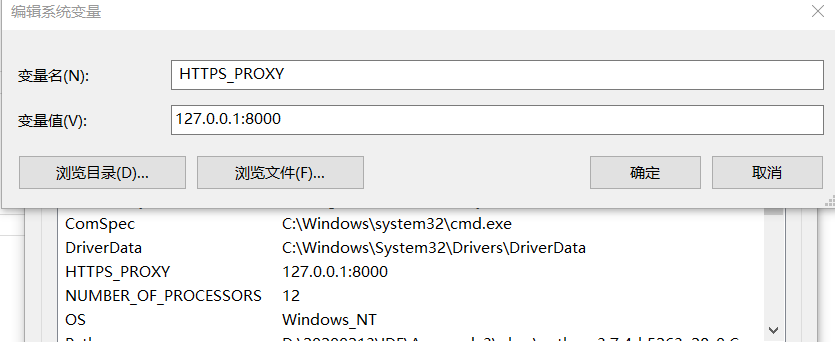 编辑系统变量
变量名(N): HTTPS_PROXY
变量值(V): 127.0.0.1:8000
浏览目录(D)... 浏览文件(F)... 确定 取消
ComSpec C:\Windows\system32\cmd.exe
DriverData C:\Windows\System32\Drivers\DriverData
HTTPS_PROXY 127.0.0.1:8000
NUMBER_OF_PROCESSORS 12
OS Windows_NT